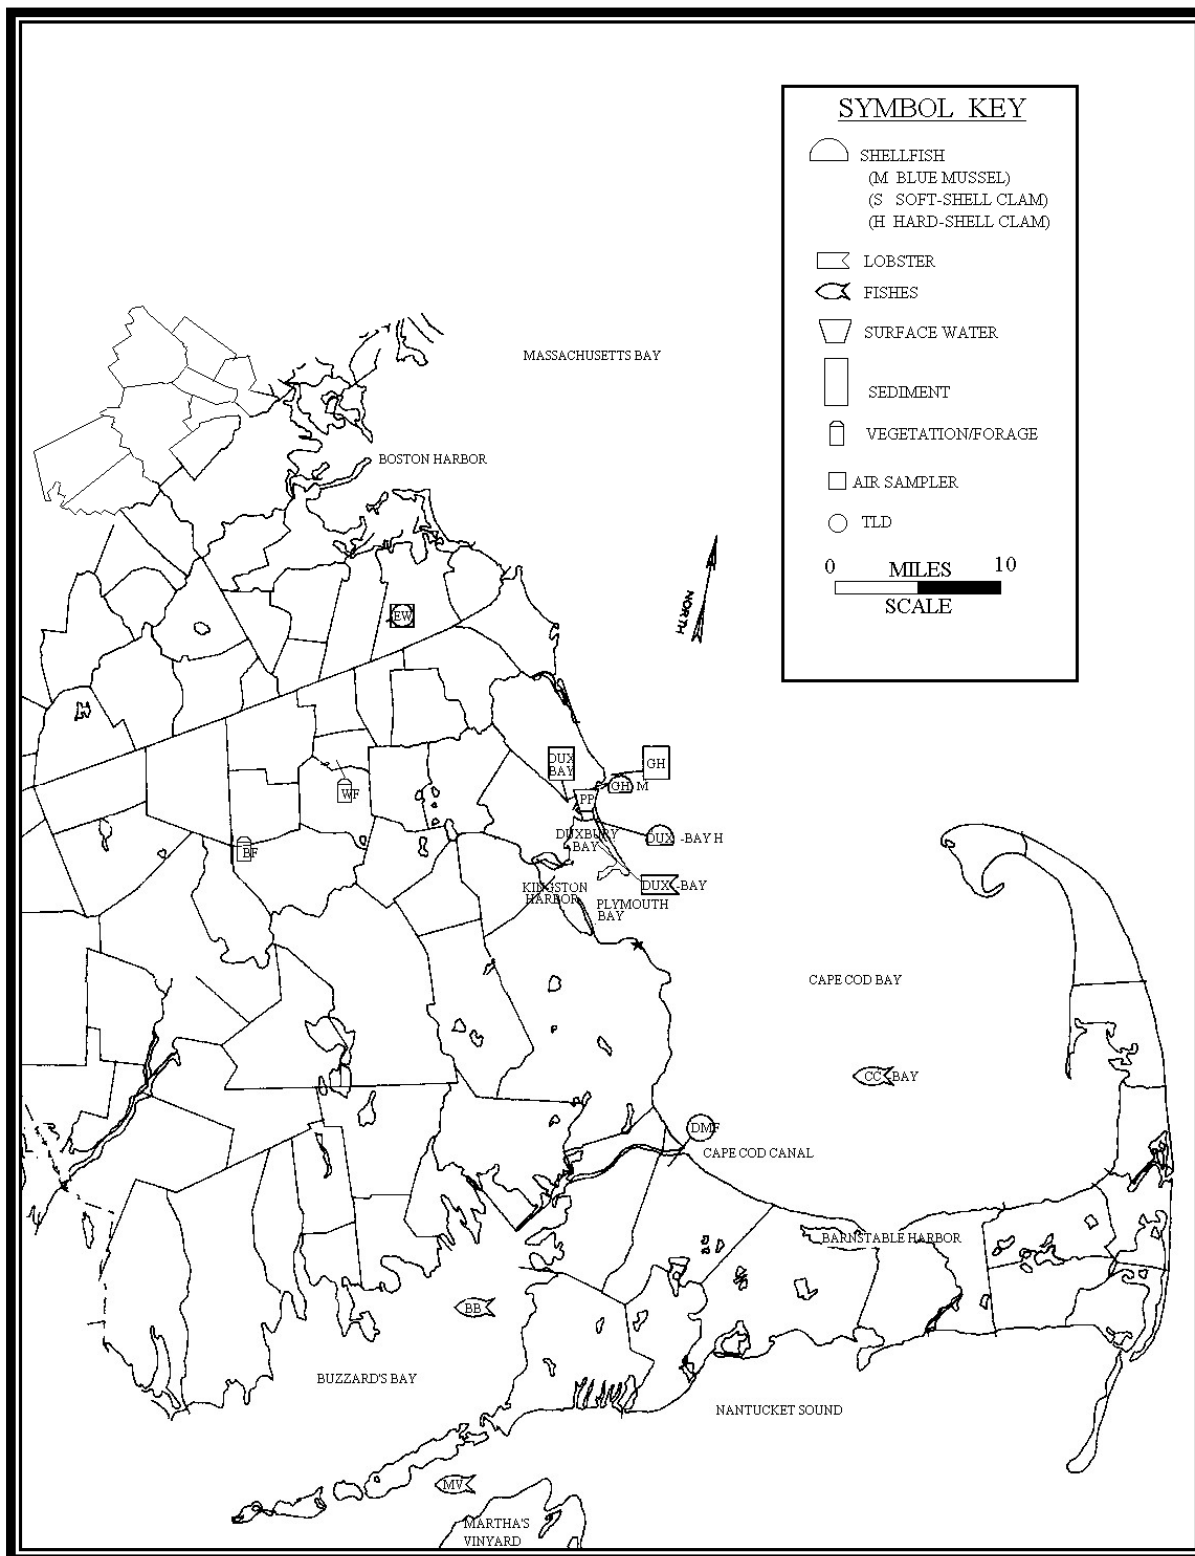 SYMBOL KEY
SHELLFISH
(M BLUE MUSSEL)
(S SOFT-SHELL CLAM)
(H HARD-SHELL CLAM)
LOBSTER
FISHES
SURFACE WATER
SEDIMENT
VEGETATION/FORAGE
AIR SAMPLER
TLD
0 MILES 10
SCALE
MASSACHUSETTS BAY
BOSTON HARBOR
NORTH
EW
DUX
BAY
GH
GH M
PP
WF
BF
DUXBURY
BAY
DUX -BAY H
DUX -BAY
KINGSTON
HARBOR
PLYMOUTH
BAY
CAPE COD BAY
CC-BAY
DMF
CAPE COD CANAL
BARNSTABLE HARBOR
BB
BUZZARD'S BAY
NANTUCKET SOUND
MV
MARTHA'S
VINYARD